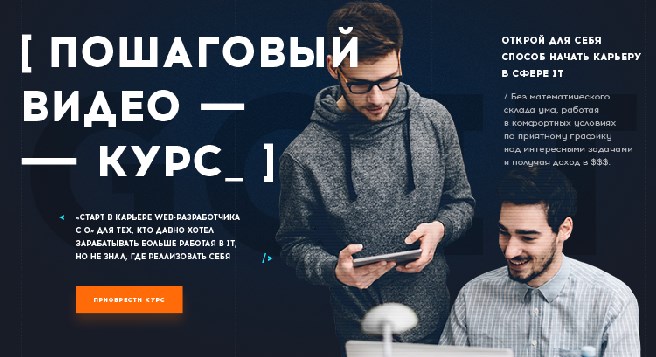 [ ПОШАГОВЫЙ
ВИДЕО —
— КУРС_ ]
ОТКРОЙ ДЛЯ СЕБЯ
СПОСОБ НАЧАТЬ КАРЬЕРУ
В СФЕРЕ IT
/ Без математического
склада ума, работая
в комфортных условиях
по приятному графику
над интересными задачами
и получая доход в $$$.
«СТАРТ В КАРЬЕРЕ WEB-РАЗРАБОТЧИКА
С 0» ДЛЯ ТЕХ, КТО ДАВНО ХОТЕЛ
ЗАРАБАТЫВАТЬ БОЛЬШЕ РАБОТАЯ В IT,
НО НЕ ЗНАЛ, ГДЕ РЕАЛИЗОВАТЬ СЕБЯ
ПРИОБРЕСТИ КУРС